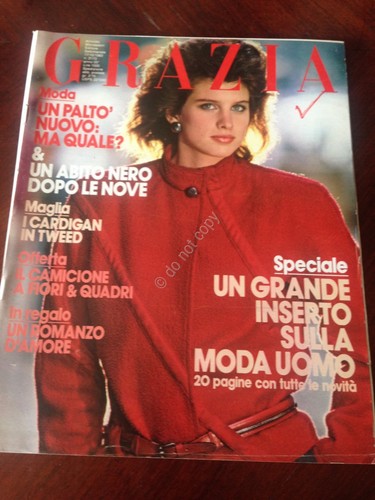 GRAZIA
Moda
UN PALTO'
NUOVO:
MA QUALE?
&
UN ABITO NERO
DOPO LE NOVE
Maglia
I CARDIGAN
IN TWEED
Offerta
IL CAMICIONE
A FIORI & QUADRI
In regalo
UN ROMANZO
D'AMORE
Speciale
UN GRANDE
INSERTO
SULLA
MODA UOMO
20 pagine con tutte le novità
© do not copy